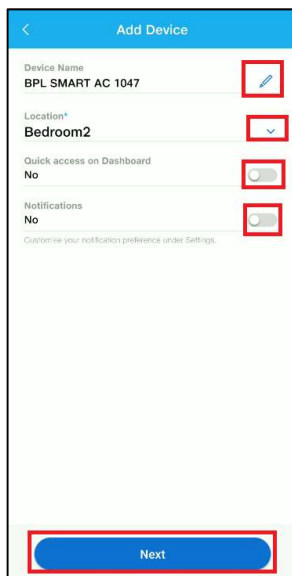 Add Device
Device Name
BPL SMART AC 1047
Location*
Bedroom2
Quick access on Dashboard
No
Notifications
No
Customise your notification preference under Settings.
Next